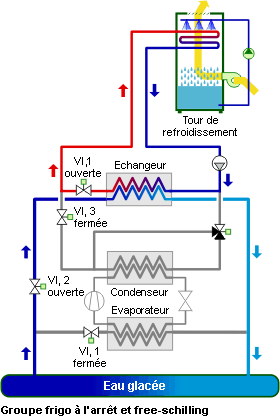 Tour de
refroidissement
VI,1
ouverte
Echangeur
VI, 3
fermée
VI, 2
ouverte
Condenseur
Evaporateur
VI, 1
fermée
Eau glacée
Groupe frigo à l'arrêt et free-schilling